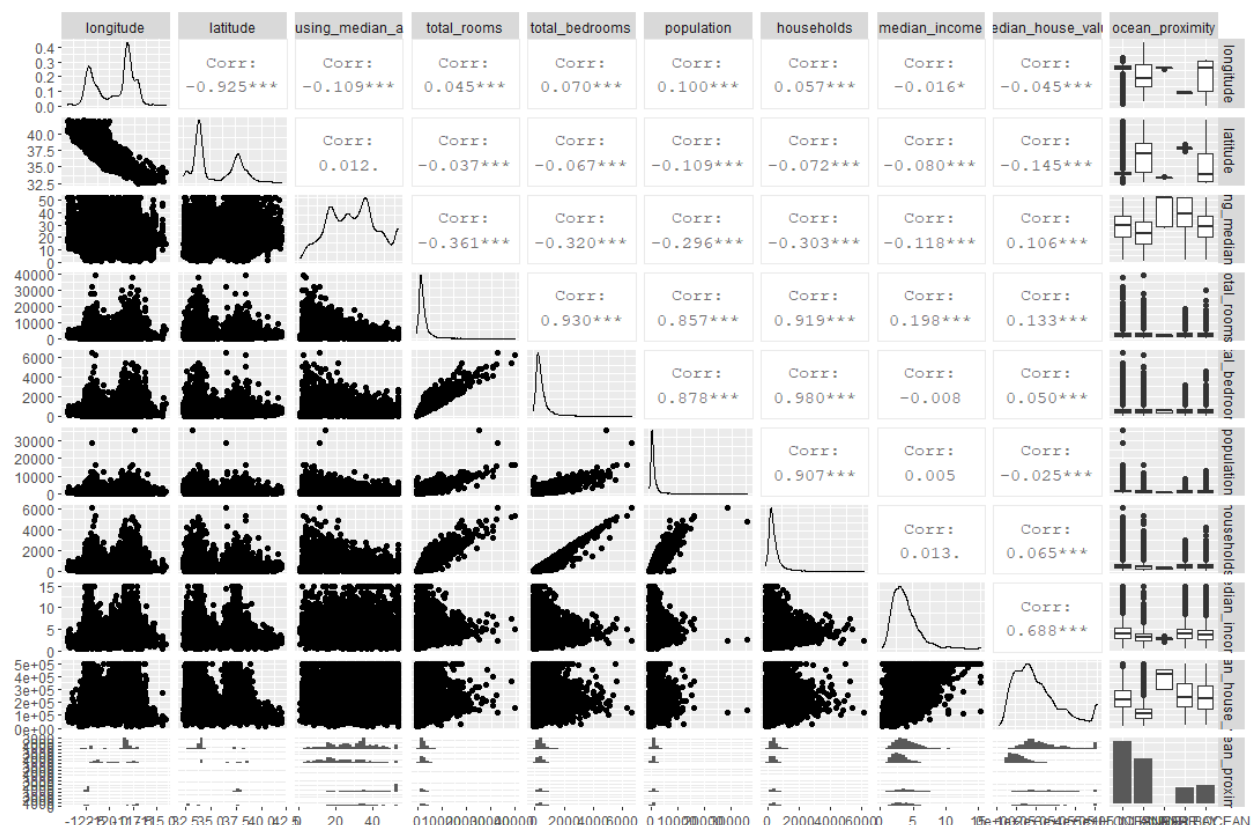 longitude latitude using_median_a total_rooms total_bedrooms population households median_income edian_house_valu ocean_proximity
longitude
0.4
0.3
0.2
0.1
0.0
Corr:
-0.925***
Corr:
-0.109***
Corr:
0.045***
Corr:
0.070***
Corr:
0.100***
Corr:
0.057***
Corr:
-0.016*
Corr:
-0.045***
latitude
40.0
37.5
35.0
32.5
Corr:
0.012.
Corr:
-0.037***
Corr:
-0.067***
Corr:
-0.109***
Corr:
-0.072***
Corr:
-0.080***
Corr:
-0.145***
ng_median
50
40
30
20
10
0
Corr:
-0.361***
Corr:
-0.320***
Corr:
-0.296***
Corr:
-0.303***
Corr:
-0.118***
Corr:
0.106***
otal_rooms
40000
30000
20000
10000
0
Corr:
0.930***
Corr:
0.857***
Corr:
0.919***
Corr:
0.198***
Corr:
0.133***
al_bedroor
6000
4000
2000
0
Corr:
0.878***
Corr:
0.980***
Corr:
-0.008
Corr:
0.050***
population
30000
20000
10000
0
Corr:
0.907***
Corr:
0.005
Corr:
-0.025***
households
6000
4000
2000
0
Corr:
0.013.
Corr:
0.065***
edian_incor
15
10
5
0
Corr:
0.688***
an_house_
5e+05
4e+05
3e+05
2e+05
1e+05
0e+00
ean_proxim
20 40
0 5 10